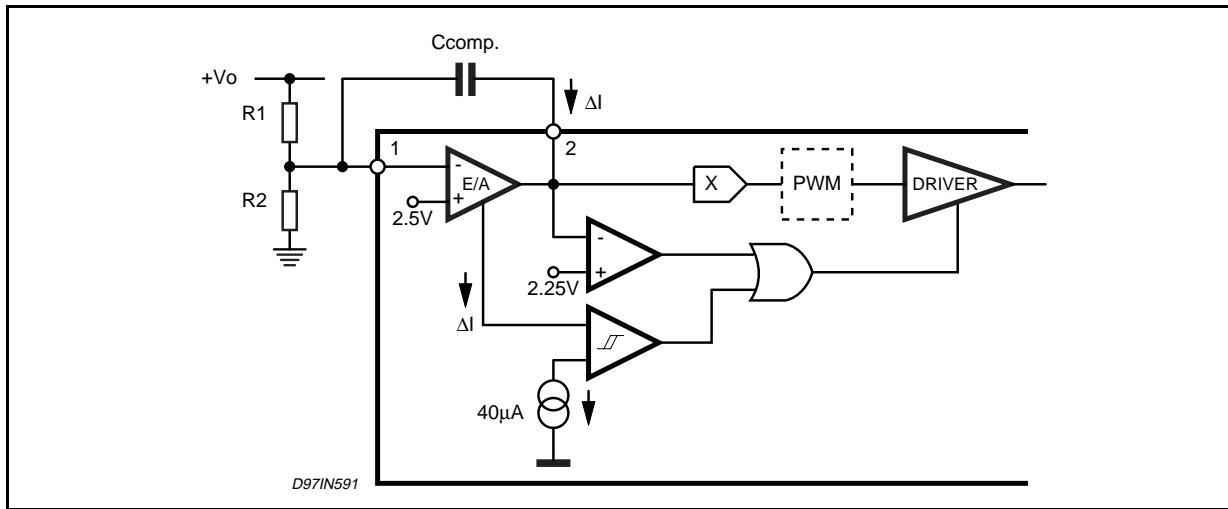 Ccomp.
+Vo
ΔI
R1
1
2
-
E/A
X
PWM
DRIVER
+
R2
2.5V
-
+
2.25V
ΔI
40μA
D97IN591